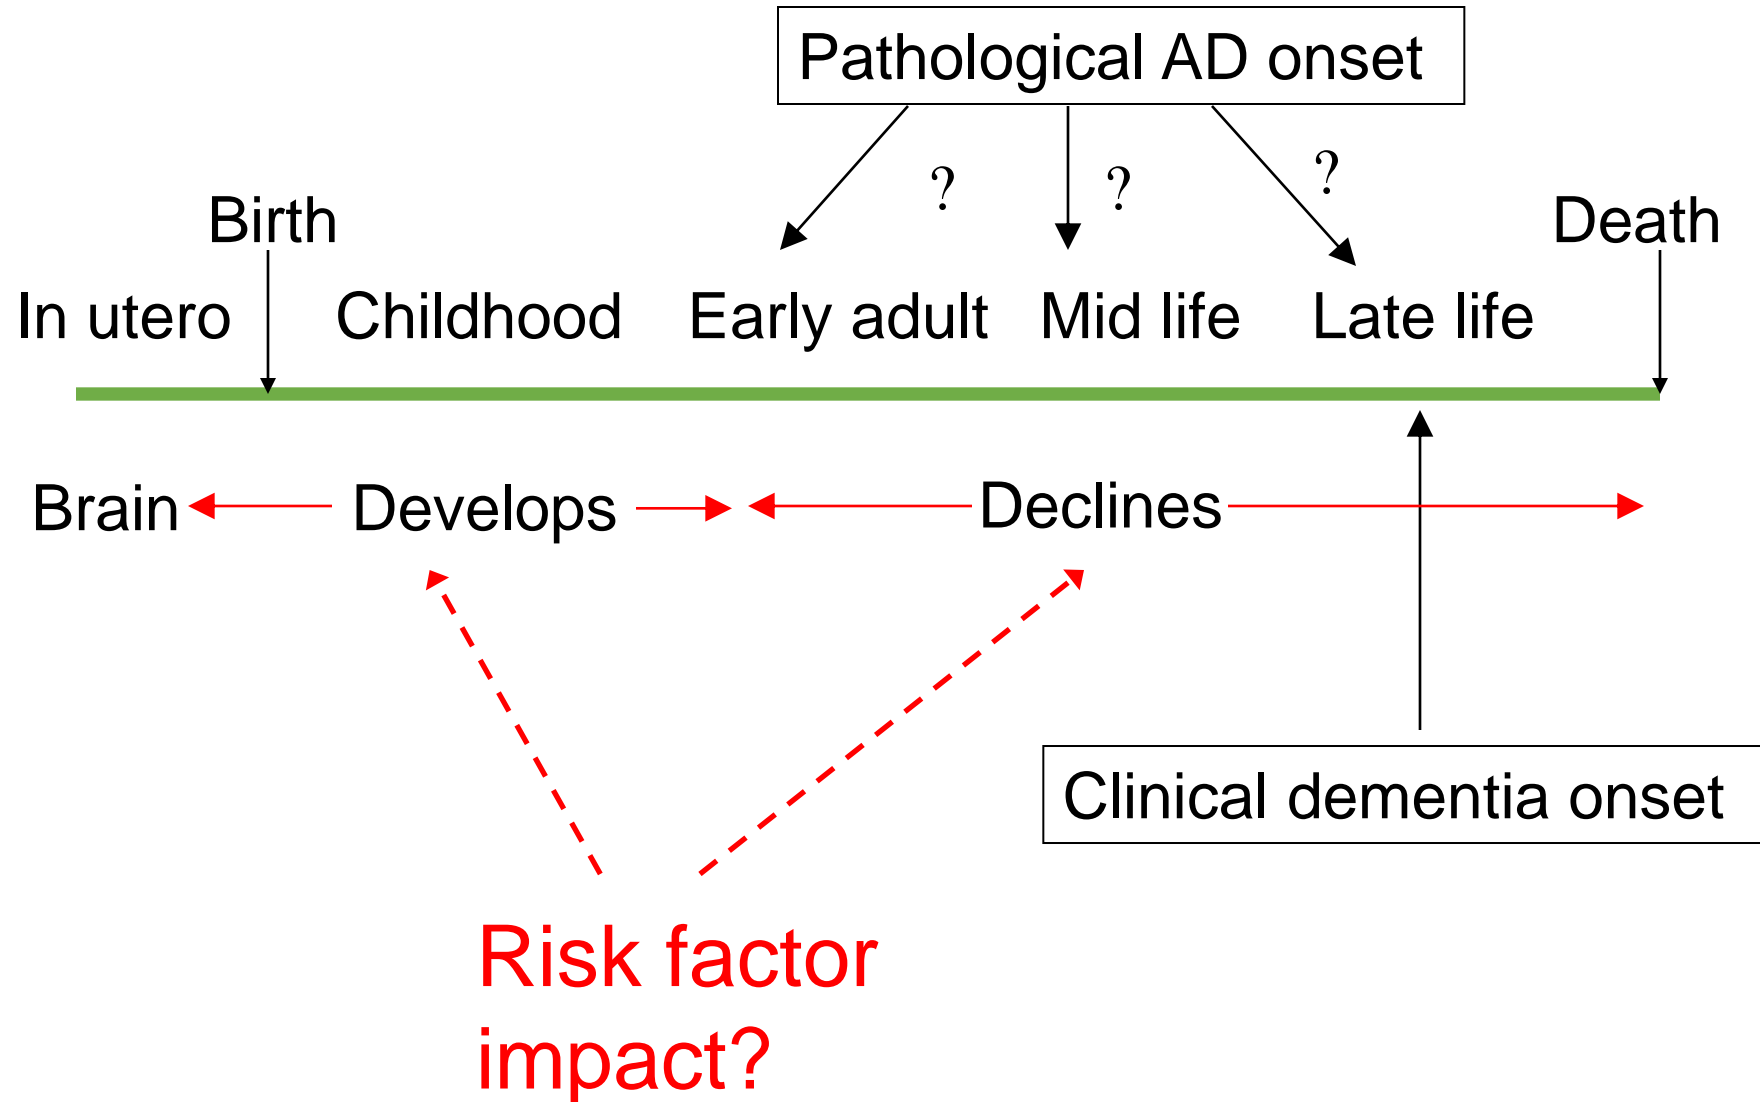 Pathological AD onset
? ? ?
Birth Death
In utero Childhood Early adult Mid life Late life
Brain Develops Declines
Clinical dementia onset
Risk factor
impact?